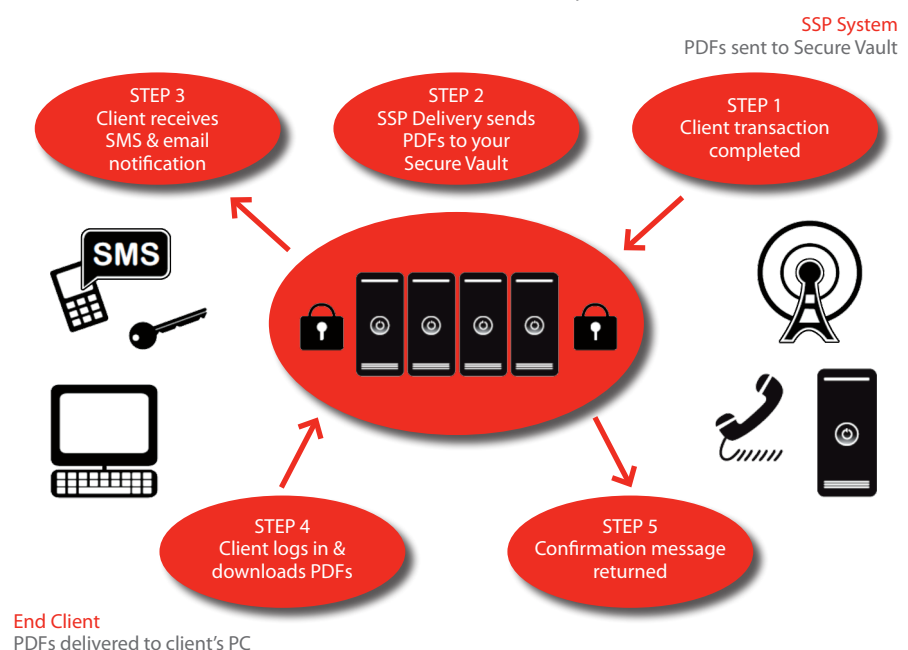 SSP System
PDFs sent to Secure Vault
STEP 1
Client transaction
completed
STEP 2
SSP Delivery sends
PDFs to your
Secure Vault
STEP 3
Client receives
SMS & email
notification
SMS
STEP 4
Client logs in &
downloads PDFs
STEP 5
Confirmation message
returned
End Client
PDFs delivered to client's PC